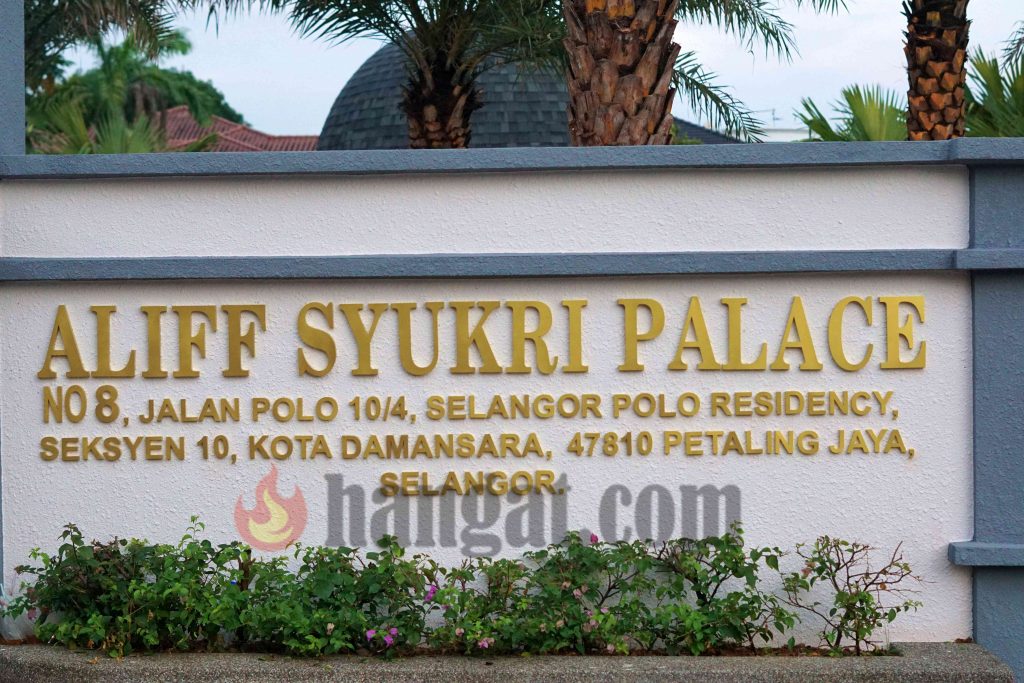 ALIFF SYUKRI PALACE
NO 8, JALAN POLO 10/4, SELANGOR POLO RESIDENCY,
SEKSYEN 10, KOTA DAMANSARA, 47810 PETALING JAYA,
SELANGOR.
hangat.com